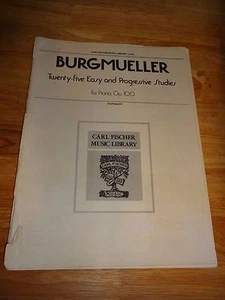 BURGMUELLER
Twenty-five Easy and Progressive Studies
for Piano, Op. 100
CARL FISCHER
MUSIC LIBRARY